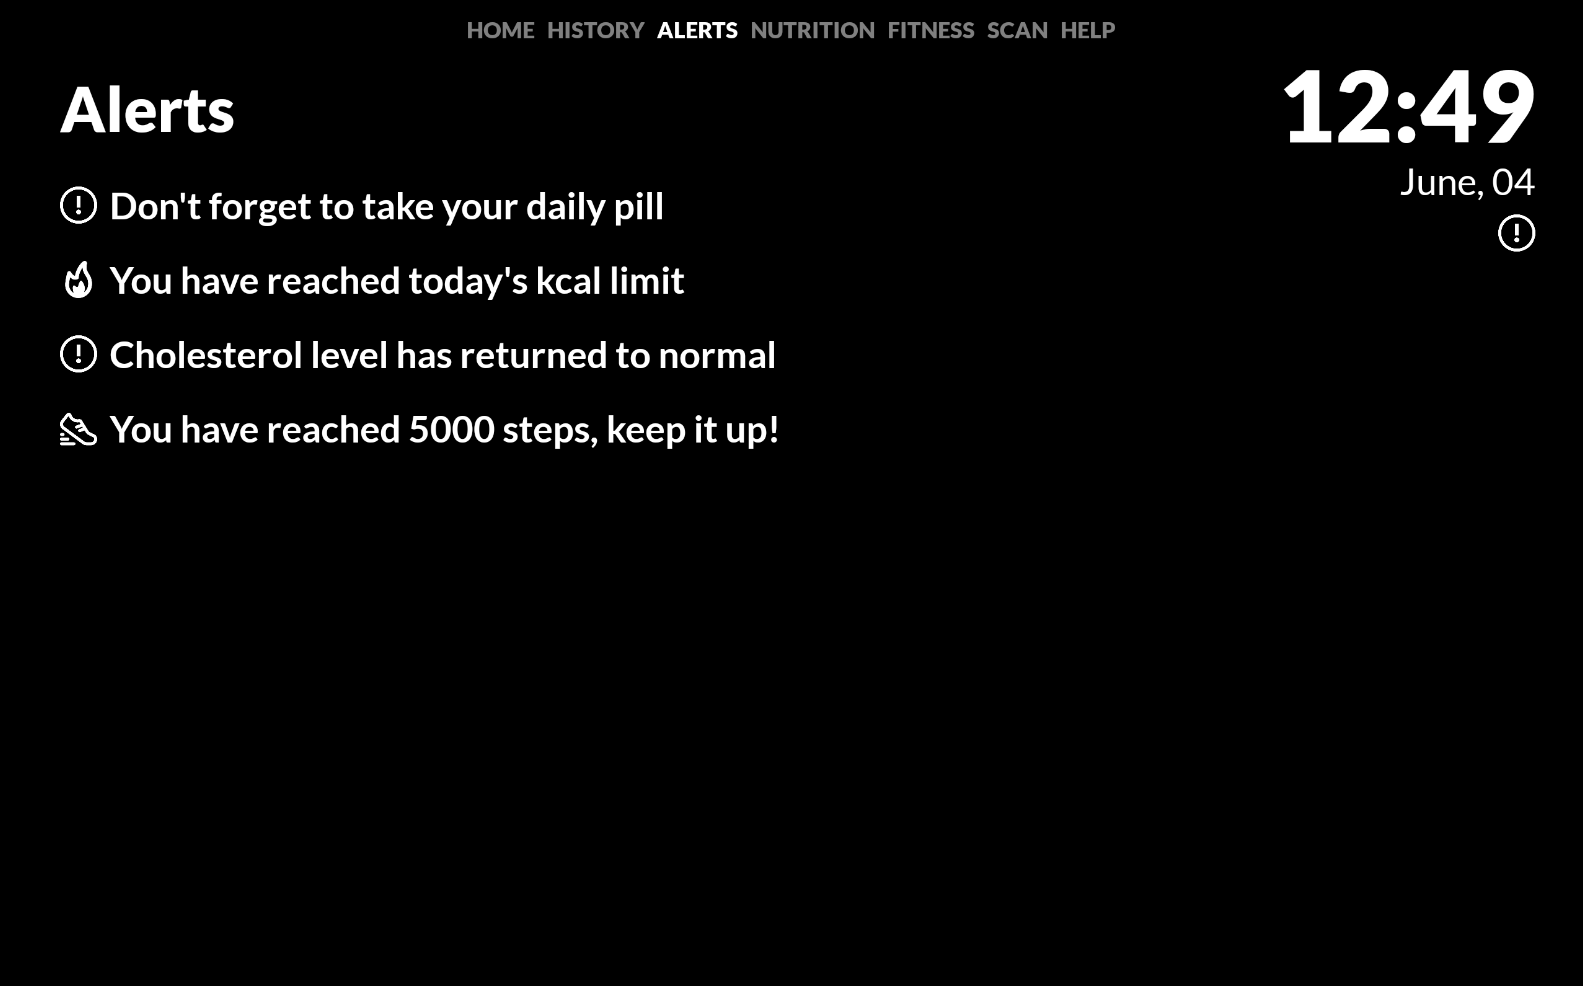 HOME HISTORY ALERTS NUTRITION FITNESS SCAN HELP
Alerts
12:49
June, 04
Don't forget to take your daily pill
You have reached today's kcal limit
Cholesterol level has returned to normal
You have reached 5000 steps, keep it up!